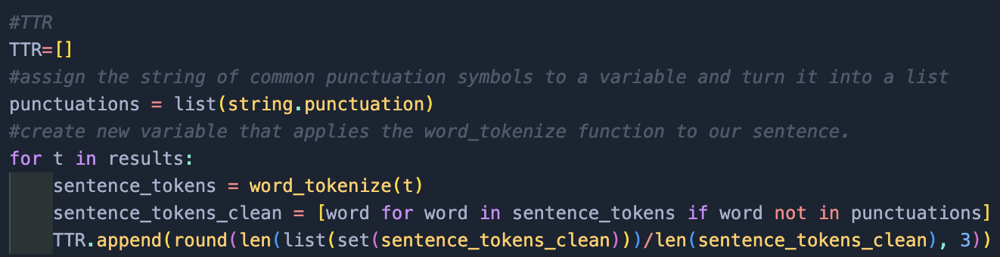 #TTR
TTR=[]
#assign the string of common punctuation symbols to a variable and turn it into a list
punctuations = list(string.punctuation)
#create new variable that applies the word_tokenize function to our sentence.
for t in results:
    sentence_tokens = word_tokenize(t)
    sentence_tokens_clean = [word for word in sentence_tokens if word not in punctuations]
    TTR.append(round(len(list(set(sentence_tokens_clean)))/len(sentence_tokens_clean), 3))